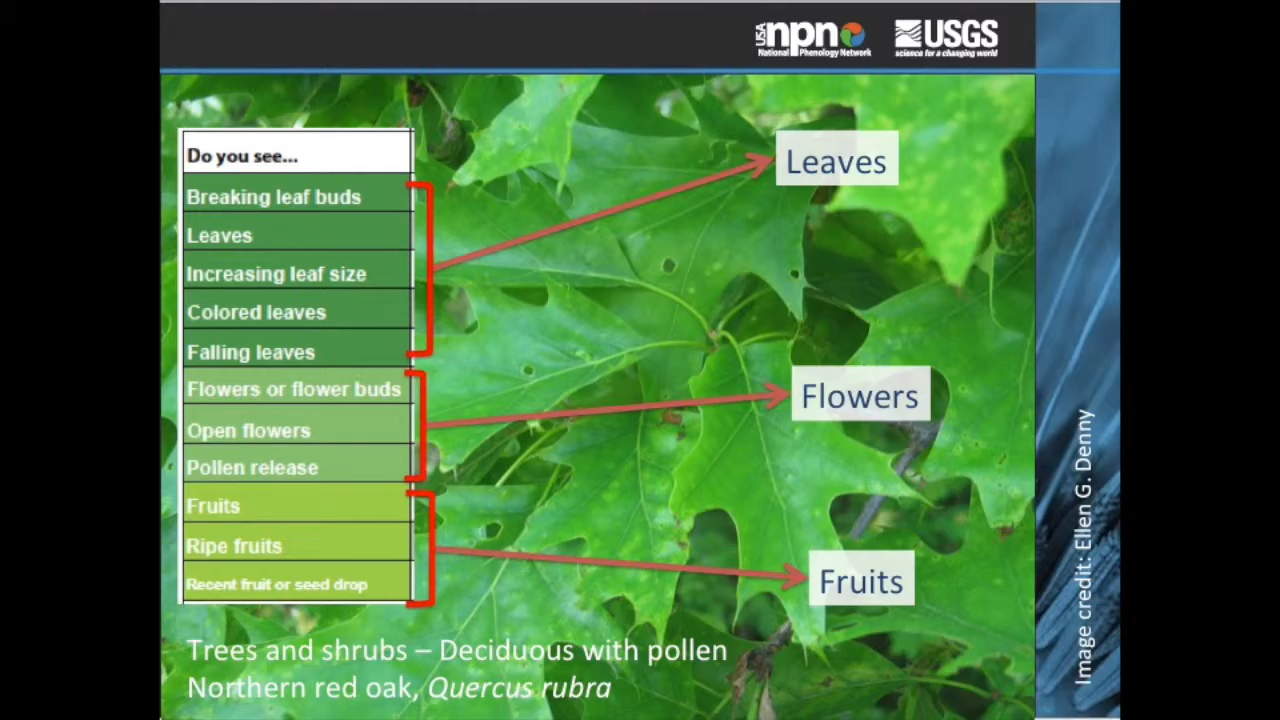 USA npn
National Phenology Network
USGS
science for a changing world
Do you see...
Breaking leaf buds
Leaves
Increasing leaf size
Colored leaves
Falling leaves
Flowers or flower buds
Open flowers
Pollen release
Fruits
Ripe fruits
Recent fruit or seed drop
Leaves
Flowers
Fruits
Trees and shrubs – Deciduous with pollen
Northern red oak, Quercus rubra
Image credit: Ellen G. Denny